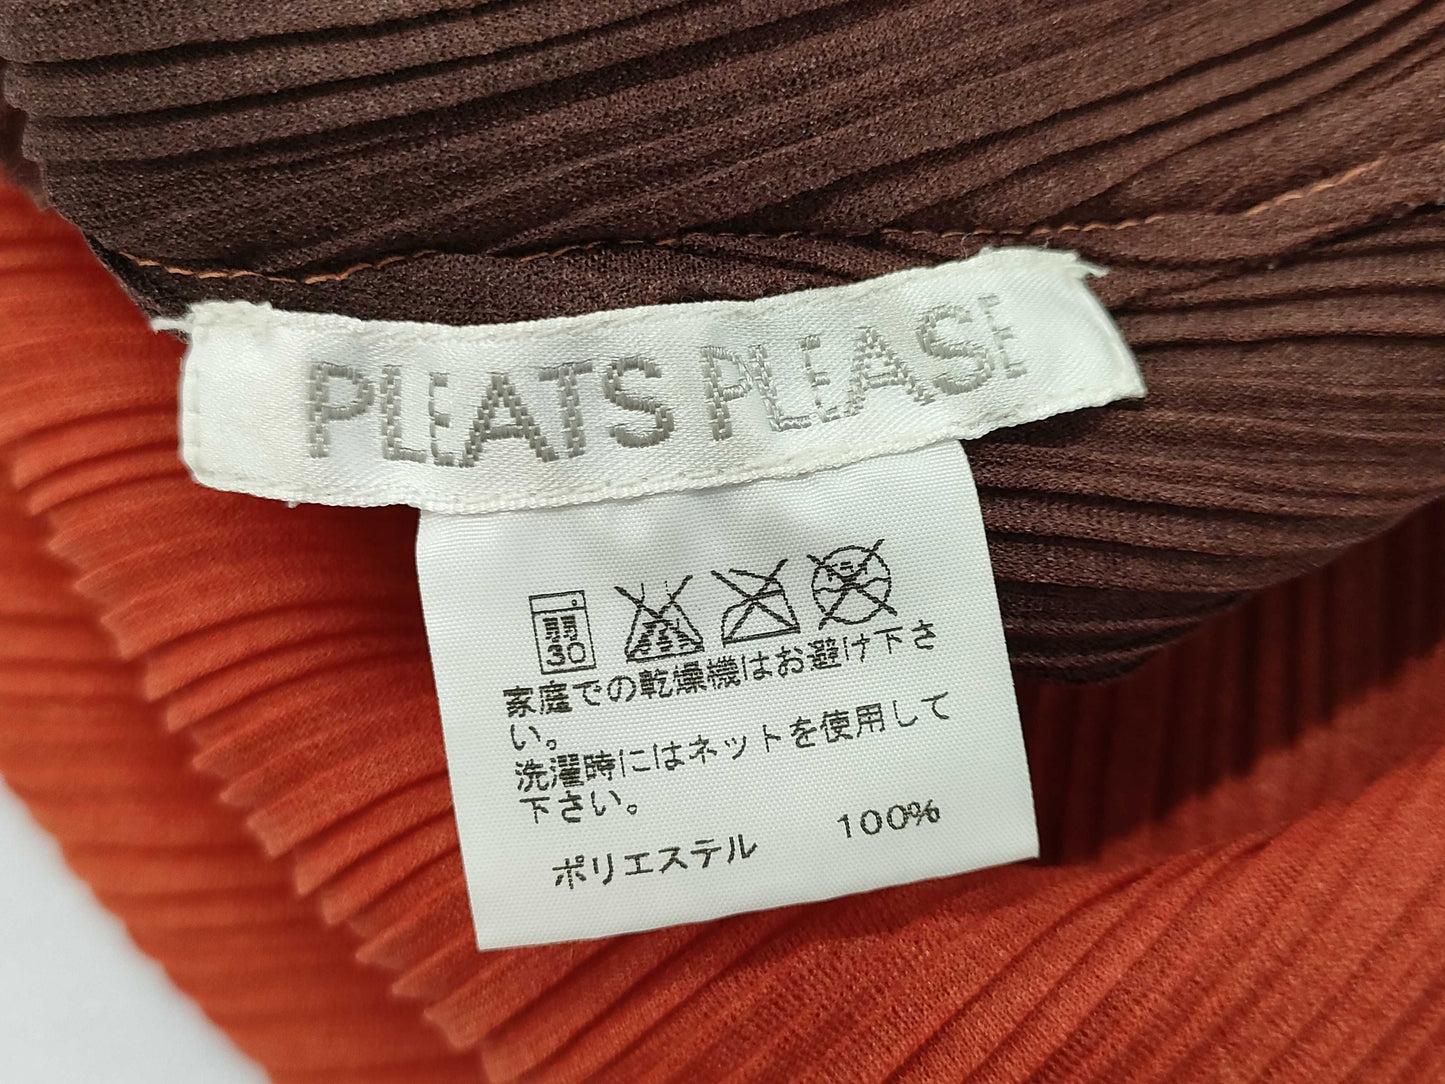 PLEATS PLEASE
弱
30
家庭での乾燥機はお避け下さ
い。
洗濯時にはネットを使用して
下さい。
ポリエステル 100%